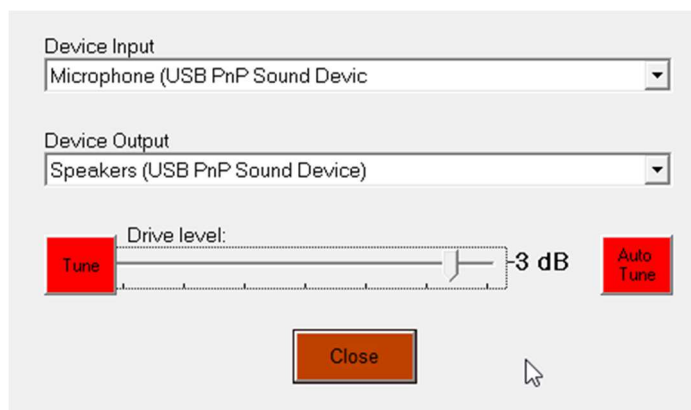 Device Input
Microphone (USB PnP Sound Devic
Device Output
Speakers (USB PnP Sound Device)
Drive level:
Tune
-3 dB
Auto
Tune
Close